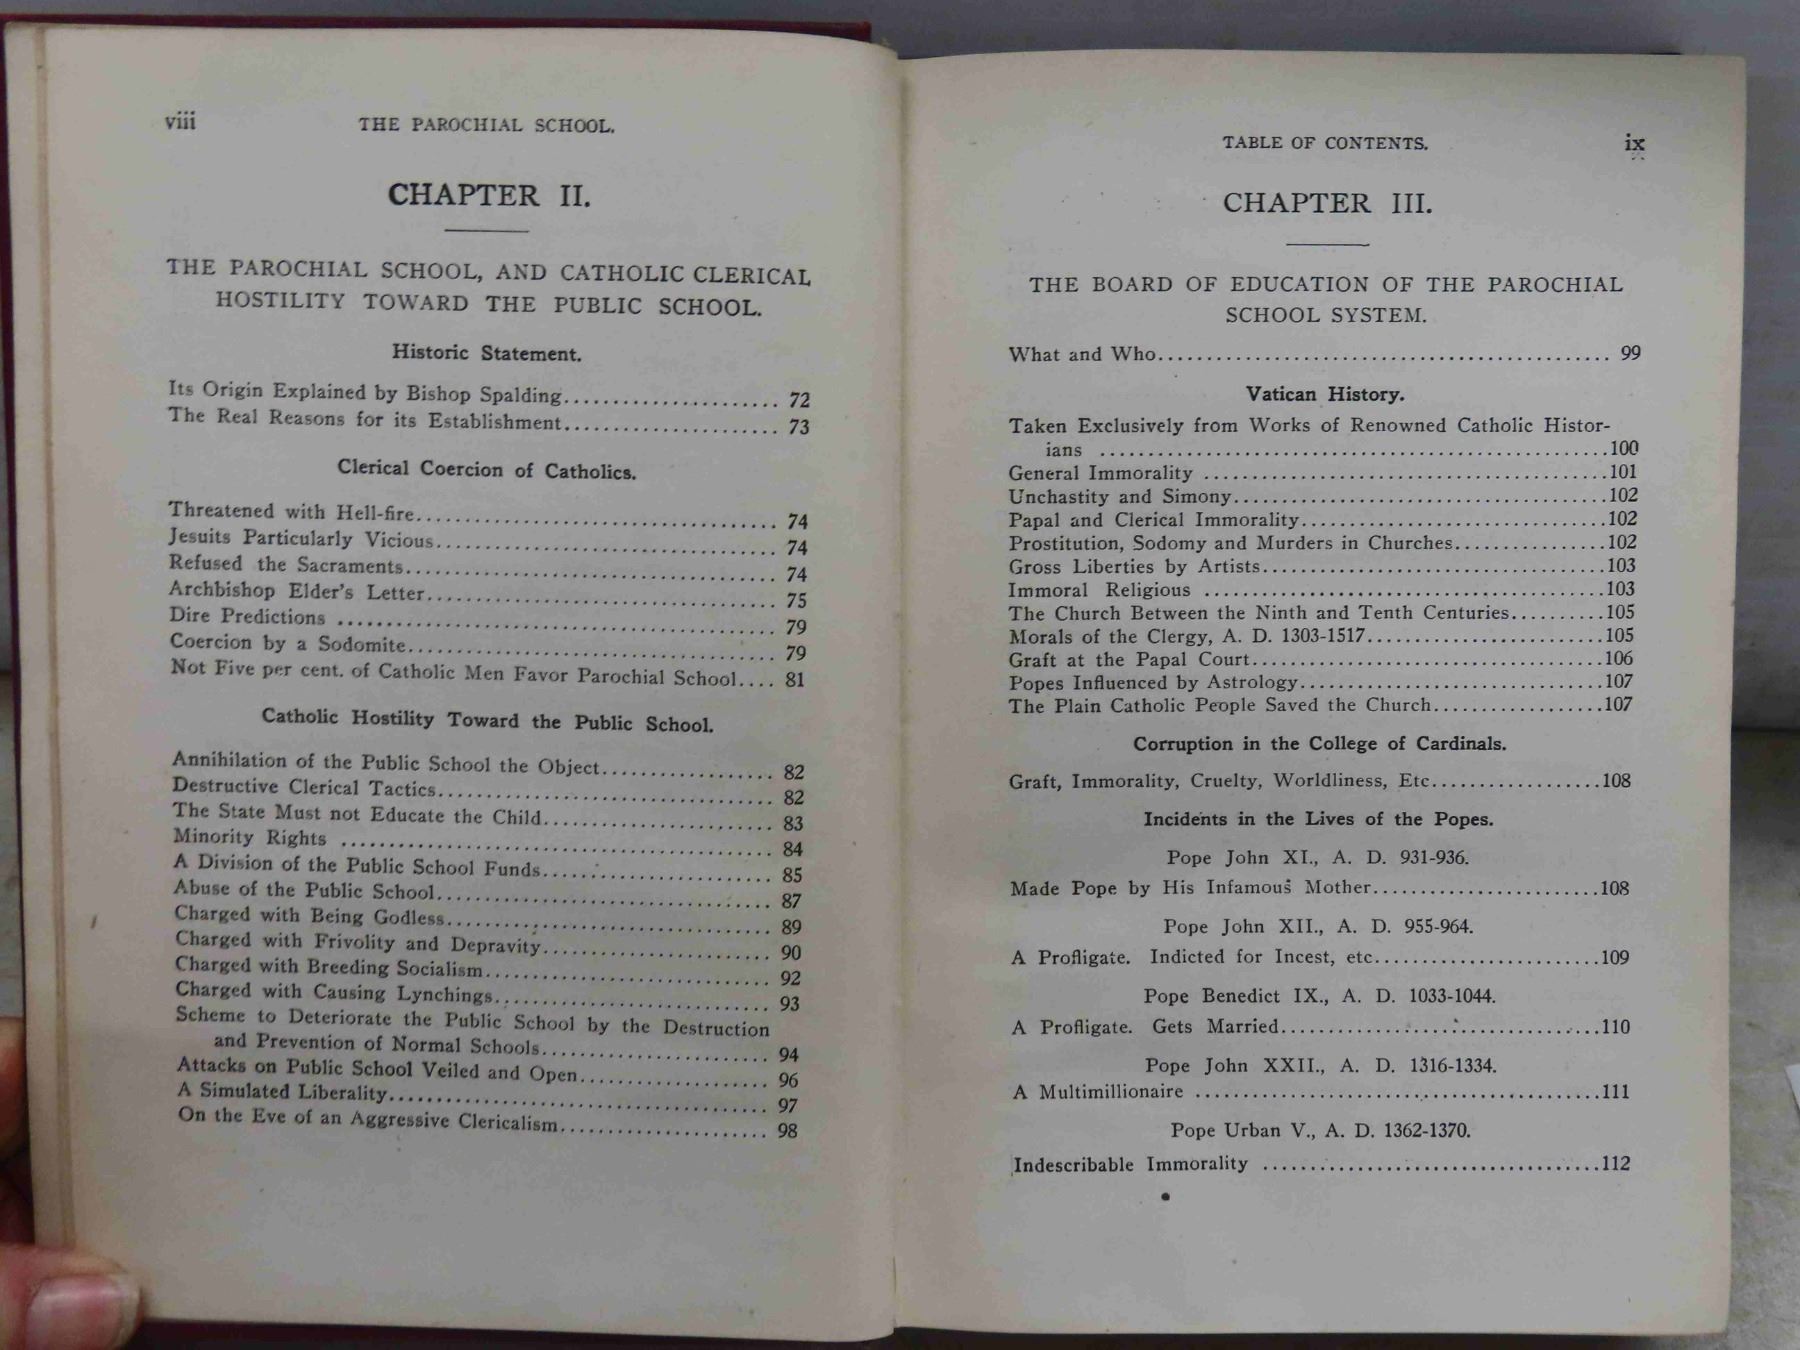 viii
THE PAROCHIAL SCHOOL.
CHAPTER II.
THE PAROCHIAL SCHOOL, AND CATHOLIC CLERICAL
HOSTILITY TOWARD THE PUBLIC SCHOOL.
Historic Statement.
Its Origin Explained by Bishop Spalding...................... 72
The Real Reasons for its Establishment...................... 73
Clerical Coercion of Catholics.
Threatened with Hell-fire.................................... 74
Jesuits Particularly Vicious.................................. 74
Refused the Sacraments..................................... 74
Archbishop Elder's Letter................................... 75
Dire Predictions ............................................ 79
Coercion by a Sodomite..................................... 79
Not Five per cent. of Catholic Men Favor Parochial School.... 81
Catholic Hostility Toward the Public School.
Annihilation of the Public School the Object................. 82
Destructive Clerical Tactics.................................. 82
The State Must not Educate the Child....................... 83
Minority Rights ........................................... 84
A Division of the Public School Funds....................... 85
Abuse of the Public School................................. 87
Charged with Being Godless................................ 89
Charged with Frivolity and Depravity....................... 90
Charged with Breeding Socialism............................ 92
Charged with Causing Lynchings........................... 93
Scheme to Deteriorate the Public School by the Destruction
and Prevention of Normal Schools....................... 94
Attacks on Public School Veiled and Open................... 96
A Simulated Liberality...................................... 97
On the Eve of an Aggressive Clericalism..................... 98
TABLE OF CONTENTS.
ix
CHAPTER III.
THE BOARD OF EDUCATION OF THE PAROCHIAL
SCHOOL SYSTEM.
What and Who.............................................. 99
Vatican History.
Taken Exclusively from Works of Renowned Catholic Histor-
ians ....................................................100
General Immorality .........................................101
Unchastity and Simony......................................102
Papal and Clerical Immorality...............................102
Prostitution, Sodomy and Murders in Churches................102
Gross Liberties by Artists...................................103
Immoral Religious .........................................103
The Church Between the Ninth and Tenth Centuries..........105
Morals of the Clergy, A. D. 1303-1517........................105
Graft at the Papal Court....................................106
Popes Influenced by Astrology...............................107
The Plain Catholic People Saved the Church..................107
Corruption in the College of Cardinals.
Graft, Immorality, Cruelty, Worldliness, Etc..................108
Incidents in the Lives of the Popes.
Pope John XI., A. D. 931-936.
Made Pope by His Infamous Mother.......................108
Pope John XII., A. D. 955-964.
A Profligate. Indicted for Incest, etc.......................109
Pope Benedict IX., A. D. 1033-1044.
A Profligate. Gets Married.................................110
Pope John XXII., A. D. 1316-1334.
A Multimillionaire .........................................111
Pope Urban V., A. D. 1362-1370.
Indescribable Immorality ...................................112